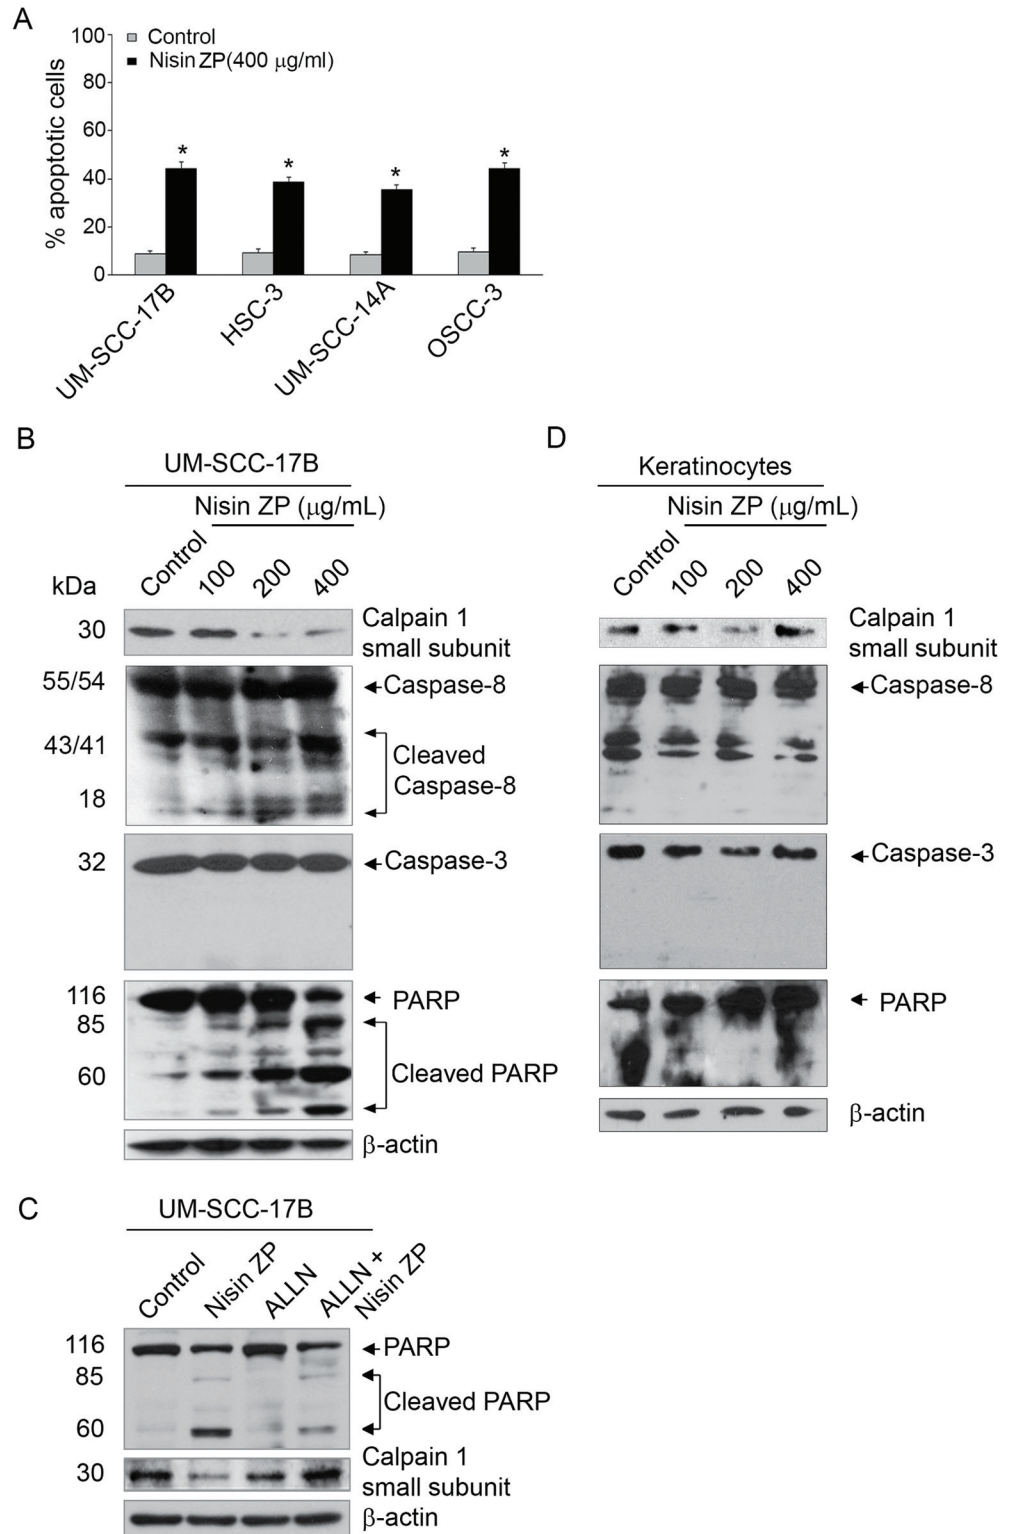 A
100
80
60
40
20
0
% apoptotic cells
Control
Nisin ZP(400 μg/ml)
*
*
*
*
UM-SCC-17B
HSC-3
UM-SCC-14A
OSCC-3
B
UM-SCC-17B
Nisin ZP (μg/mL)
kDa
Control
100
200
400
30
Calpain 1
small subunit
55/54
Caspase-8
43/41
Cleaved
Caspase-8
18
32
Caspase-3
116
PARP
85
Cleaved PARP
60
β-actin
D
Keratinocytes
Nisin ZP (μg/mL)
Control
100
200
400
Calpain 1
small subunit
Caspase-8
Caspase-3
PARP
β-actin
C
UM-SCC-17B
Control
Nisin ZP
ALLN
ALLN +
Nisin ZP
116
PARP
85
Cleaved PARP
60
30
Calpain 1
small subunit
β-actin